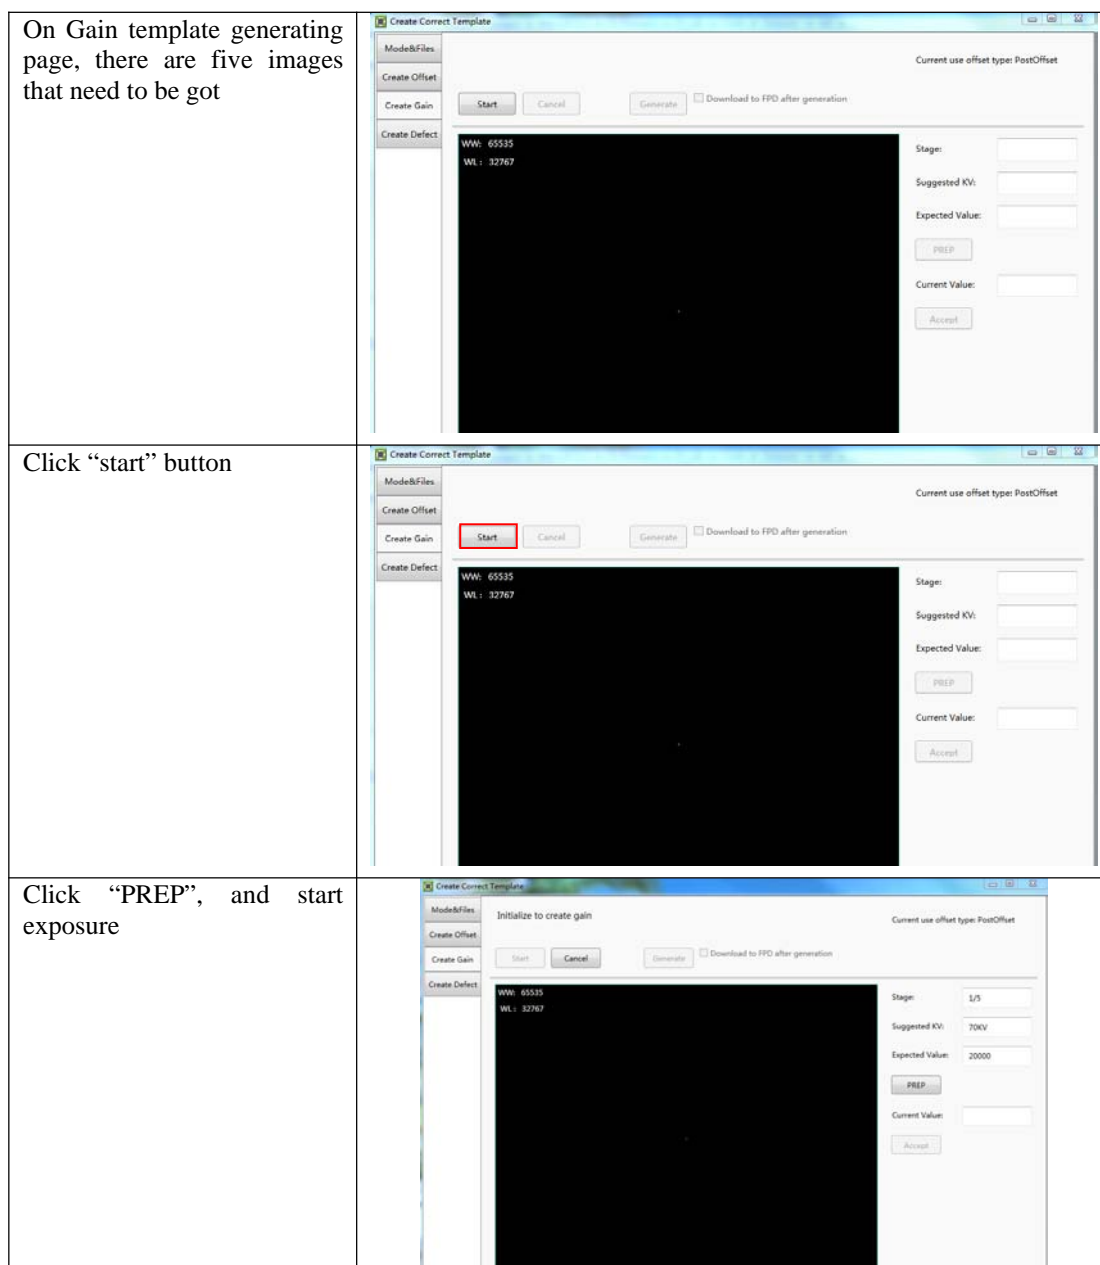 On Gain template generating
page, there are five images
that need to be got
Create Correct Template
Mode&Files
Create Offset
Create Gain
Create Defect
Current use offset type: PostOffset
Start Cancel Generate Download to FPD after generation
WW: 65535
WL: 32767
Stage:
Suggested KV:
Expected Value:
PREP
Current Value:
Accept
Click “start” button
Create Correct Template
Mode&Files
Create Offset
Create Gain
Create Defect
Current use offset type: PostOffset
Start Cancel Generate Download to FPD after generation
WW: 65535
WL: 32767
Stage:
Suggested KV:
Expected Value:
PREP
Current Value:
Accept
Click “PREP”, and start
exposure
Create Correct Template
Mode&Files
Create Offset
Create Gain
Create Defect
Initialize to create gain
Current use offset type: PostOffset
Start Cancel Generate Download to FPD after generation
WW: 65535
WL: 32767
Stage: 1/5
Suggested KV: 70KV
Expected Value: 20000
PREP
Current Value:
Accept